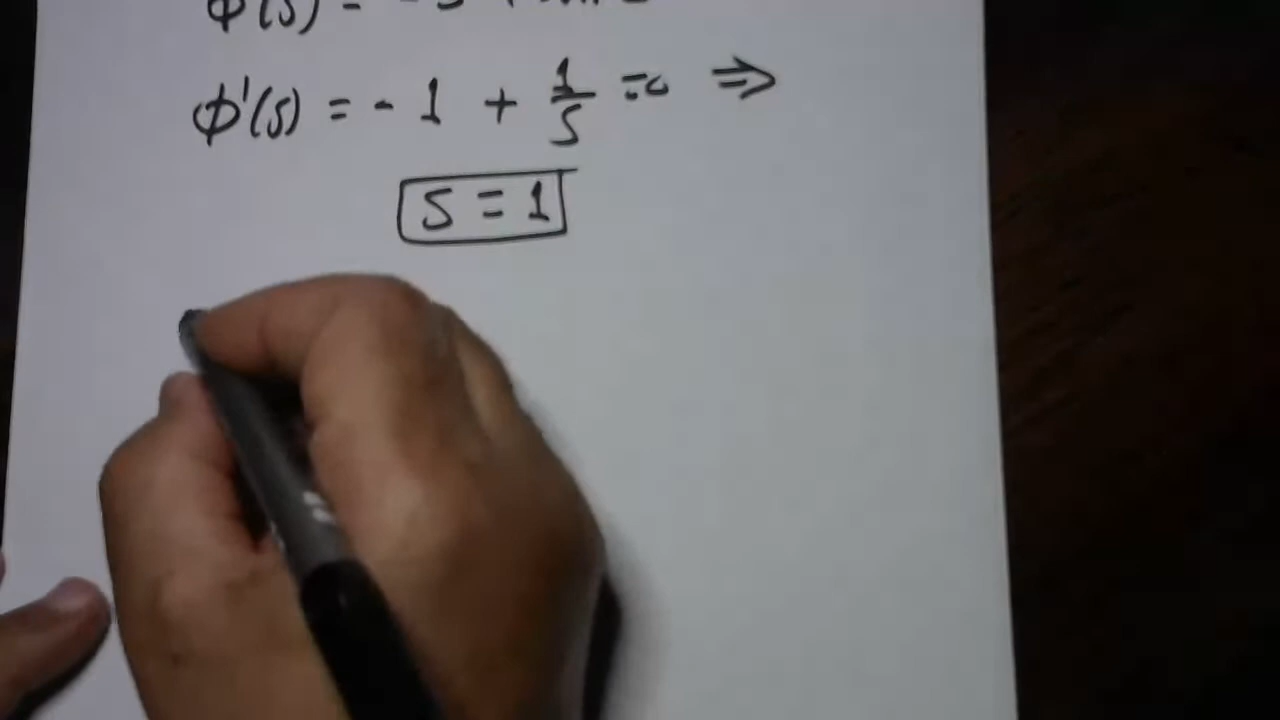 ϕ(s) = - s +
ϕ'(s) = - 1 + 1/s = 0 ⇒
s = 1